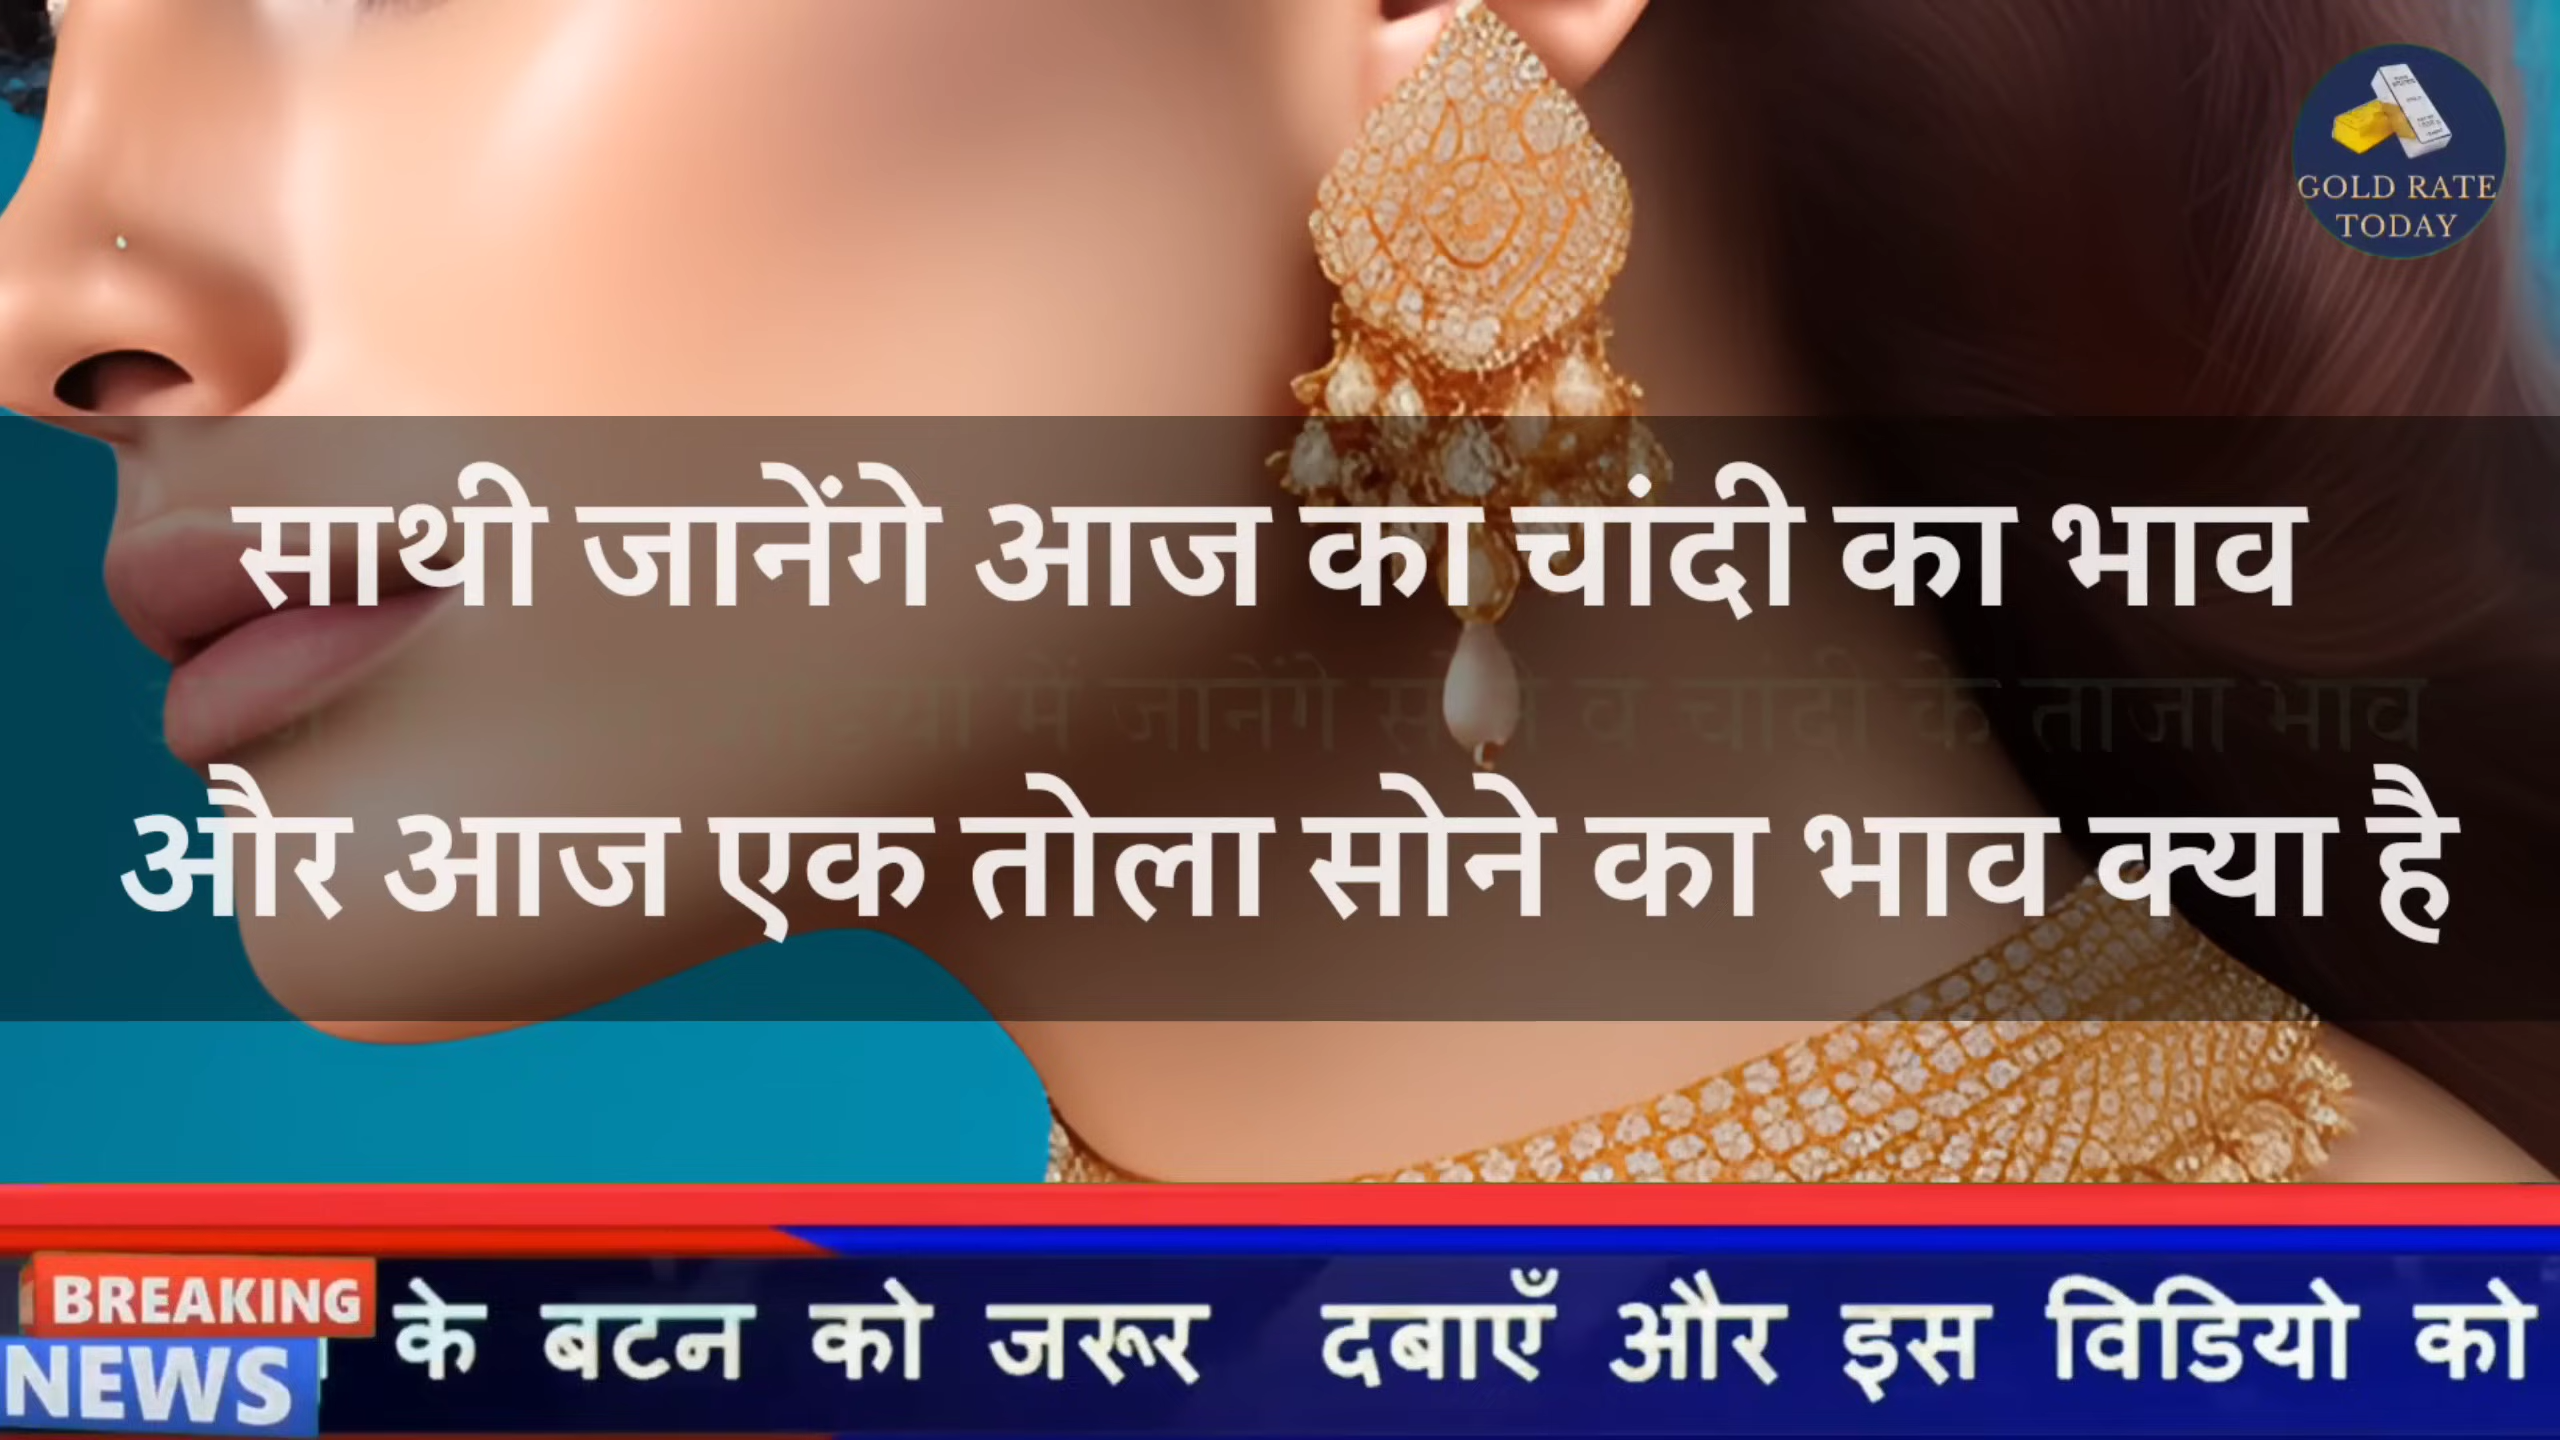 GOLD RATE
TODAY
साथी जानेंगे आज का चांदी का भाव
में जानेंगे सोने व चांदी के ताजा भाव
और आज एक तोला सोने का भाव क्या है
BREAKING
NEWS
के बटन को जरूर दबाएँ और इस विडियो को